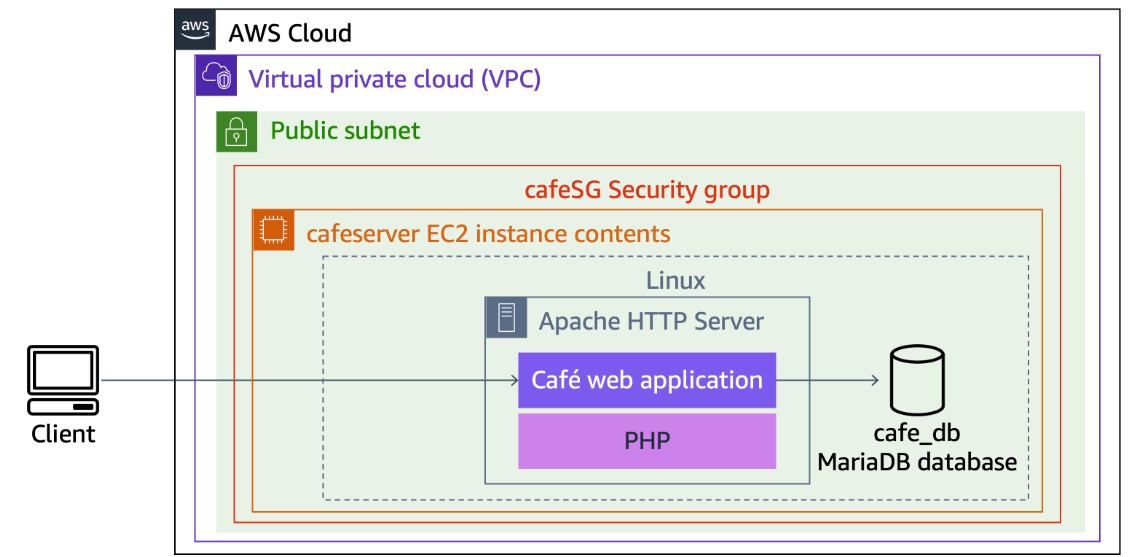 aws
AWS Cloud
Virtual private cloud (VPC)
Public subnet
cafeSG Security group
cafeserver EC2 instance contents
Linux
Apache HTTP Server
Café web application
PHP
Client
cafe_db
MariaDB database